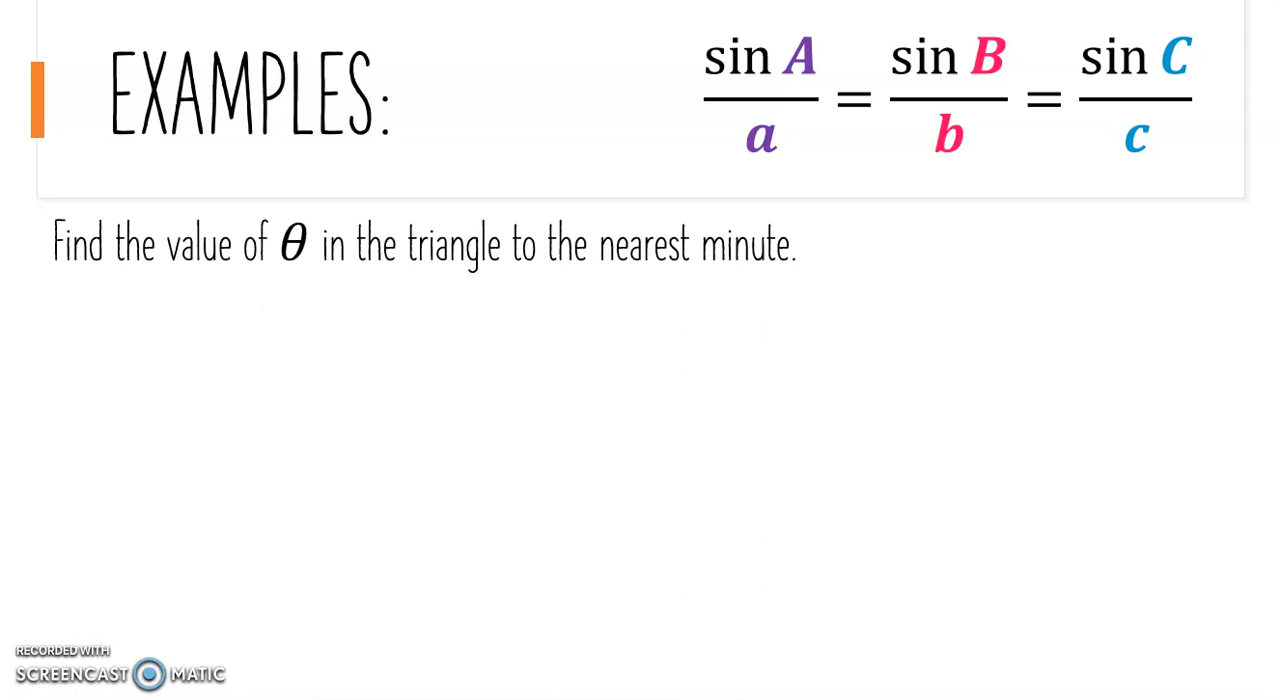 EXAMPLES:
sin A / a = sin B / b = sin C / c
Find the value of θ in the triangle to the nearest minute.
RECORDED WITH
SCREENCAST MATIC